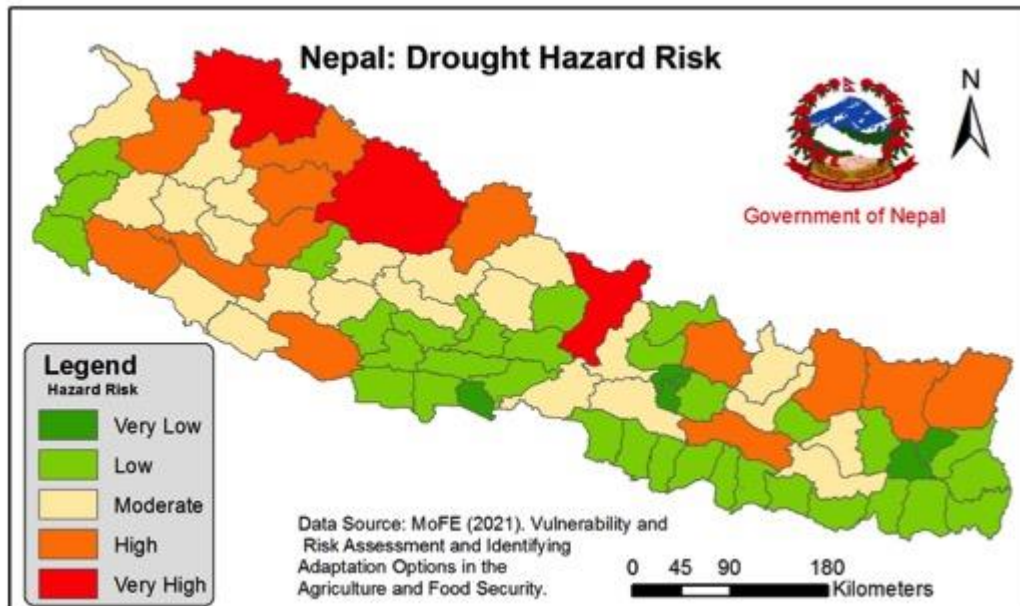 Nepal: Drought Hazard Risk
N
Government of Nepal
Legend
Hazard Risk
Very Low
Low
Moderate
High
Very High
Data Source: MoFE (2021). Vulnerability and
Risk Assessment and Identifying
Adaptation Options in the
Agriculture and Food Security.
0 45 90 180
Kilometers